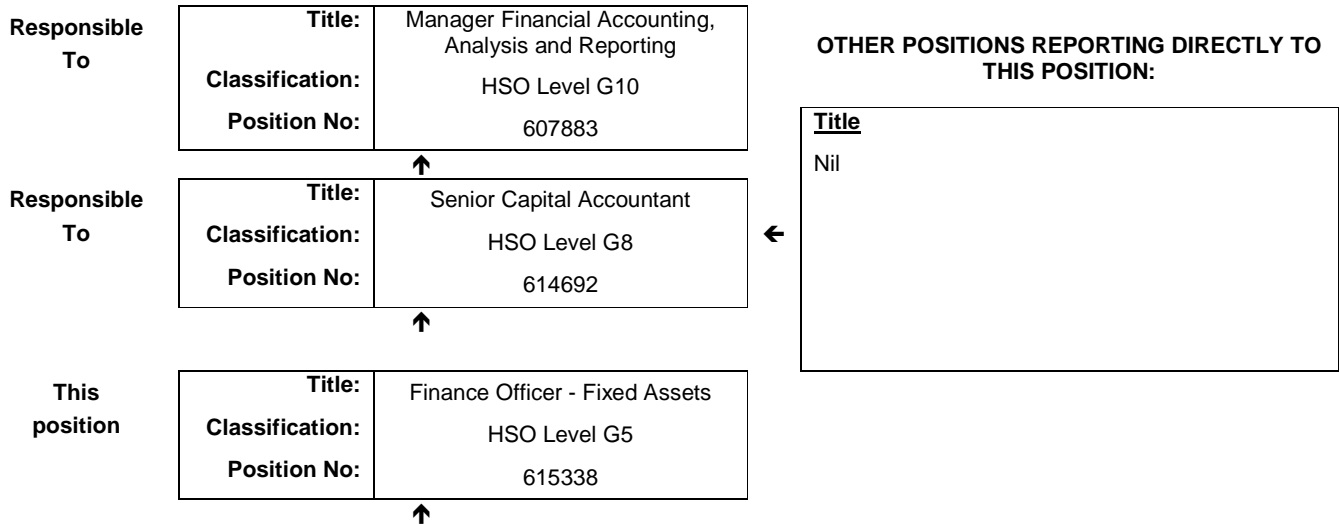 Responsible
To
Title:
Manager Financial Accounting,
Analysis and Reporting
Classification:
HSO Level G10
Position No:
607883
OTHER POSITIONS REPORTING DIRECTLY TO
THIS POSITION:
Title
Nil
Responsible
To
Title:
Senior Capital Accountant
Classification:
HSO Level G8
Position No:
614692
This
position
Title:
Finance Officer - Fixed Assets
Classification:
HSO Level G5
Position No:
615338